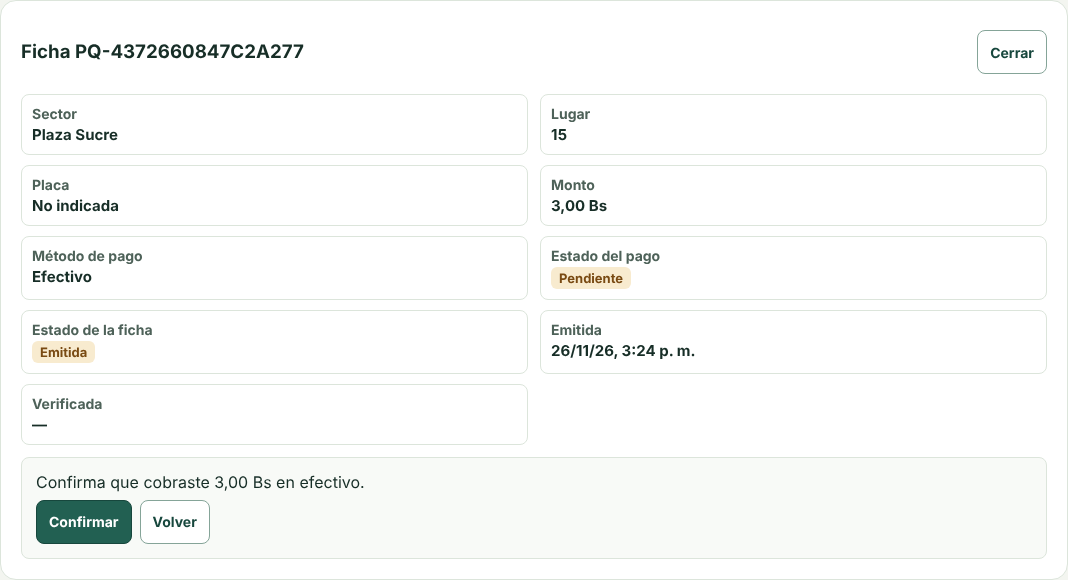 Ficha PQ-4372660847C2A277
Cerrar
Sector
Plaza Sucre
Lugar
15
Placa
No indicada
Monto
3,00 Bs
Método de pago
Efectivo
Estado del pago
Pendiente
Estado de la ficha
Emitida
Emitida
26/11/26, 3:24 p. m.
Verificada
—
Confirma que cobraste 3,00 Bs en efectivo.
Confirmar
Volver